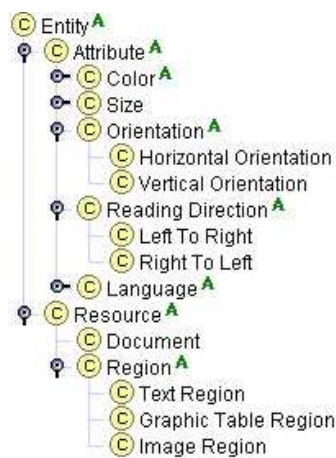 C Entity A
C Attribute A
C Color A
C Size
C Orientation A
C Horizontal Orientation
C Vertical Orientation
C Reading Direction A
C Left To Right
C Right To Left
C Language A
C Resource A
C Document
C Region A
C Text Region
C Graphic Table Region
C Image Region